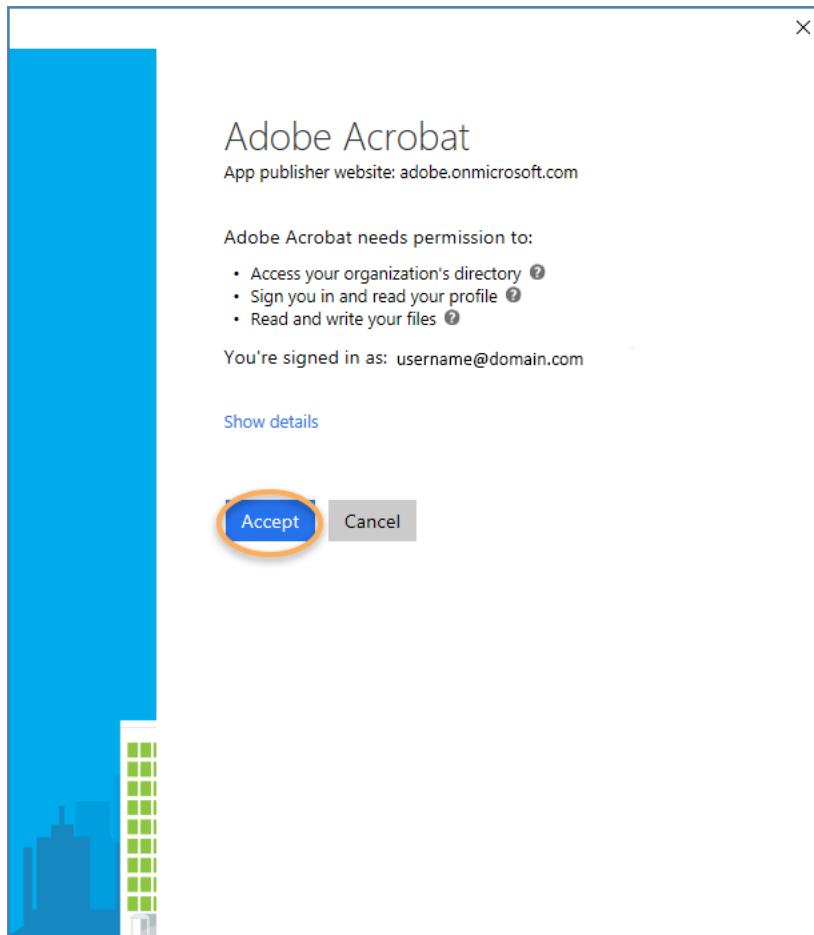 Adobe Acrobat
App publisher website: adobe.onmicrosoft.com
Adobe Acrobat needs permission to:
• Access your organization's directory ?
• Sign you in and read your profile ?
• Read and write your files ?
You're signed in as: username@domain.com
Show details
Accept Cancel